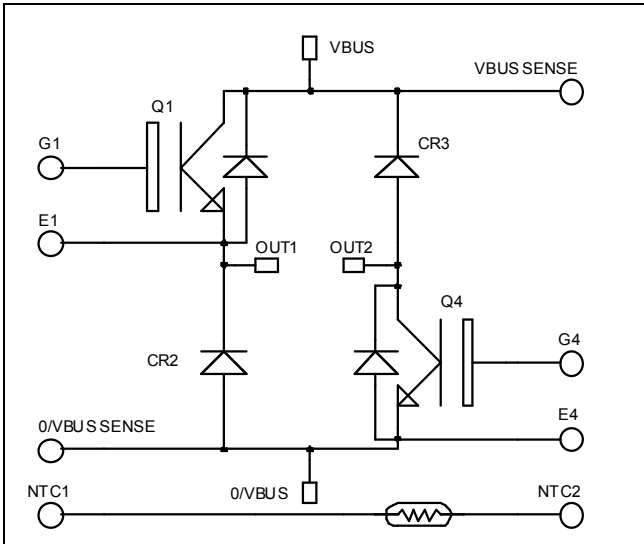 VBUS
VBUS SENSE
Q1
G1
CR3
E1
OUT1
OUT2
Q4
G4
CR2
E4
0/VBUS SENSE
NTC1
0/VBUS
NTC2